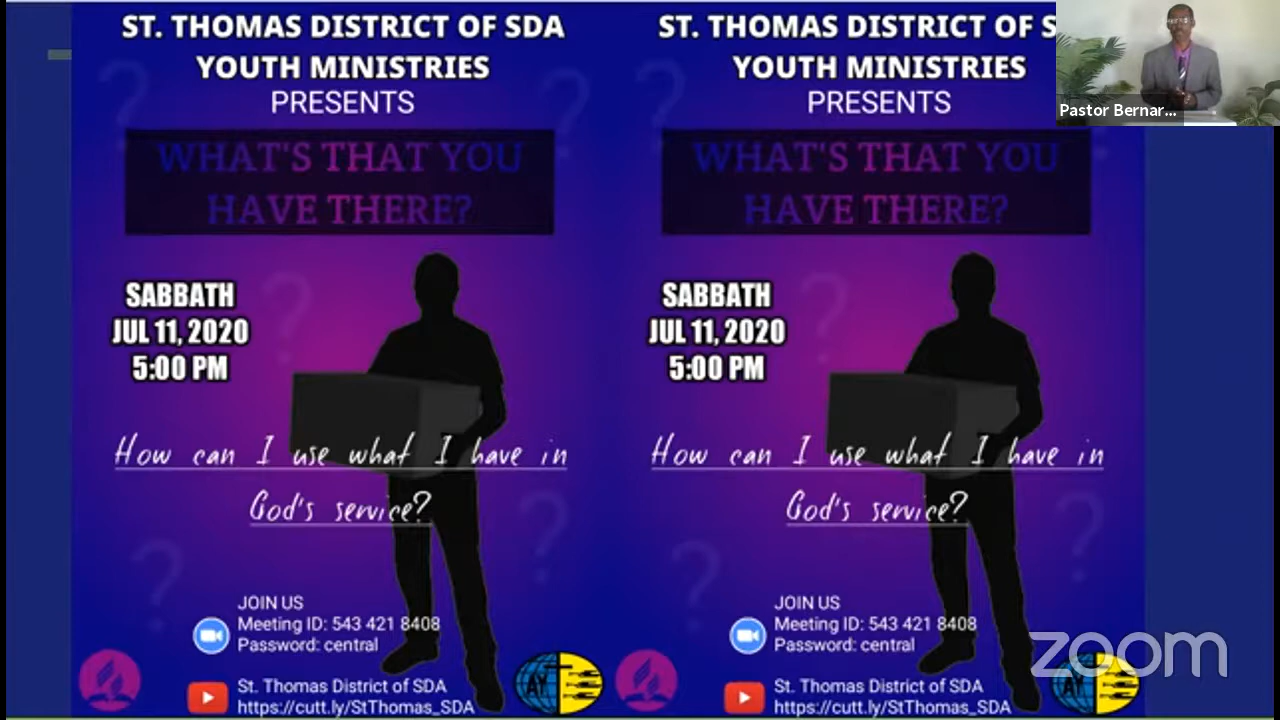 ST. THOMAS DISTRICT OF SDA
YOUTH MINISTRIES
PRESENTS
WHAT'S THAT YOU
HAVE THERE?
SABBATH
JUL 11, 2020
5:00 PM
How can I use what I have in
God's service?
JOIN US
Meeting ID: 543 421 8408
Password: central
AY
St. Thomas District of SDA
https://cutt.ly/StThomas_SDA
ST. THOMAS DISTRICT OF S
YOUTH MINISTRIES
PRESENTS
WHAT'S THAT YOU
HAVE THERE?
SABBATH
JUL 11, 2020
5:00 PM
How can I use what I have in
God's service?
JOIN US
Meeting ID: 543 421 8408
Password: central
AY
St. Thomas District of SDA
https://cutt.ly/StThomas_SDA
Pastor Bernar...
zoom